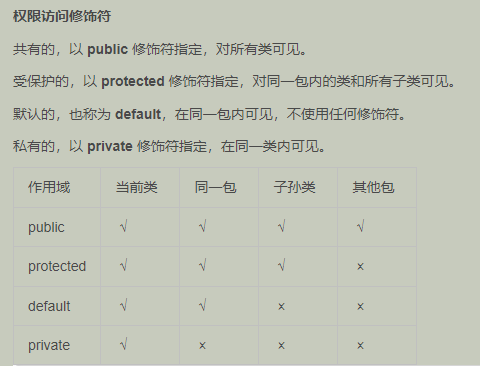 权限访问修饰符
共有的，以 public 修饰符指定，对所有类可见。
受保护的，以 protected 修饰符指定，对同一包内的类和所有子类可见。
默认的，也称为 default，在同一包内可见，不使用任何修饰符。
私有的，以 private 修饰符指定，在同一类内可见。
作用域 当前类 同一包 子孙类 其他包
public √ √ √ √
protected √ √ √ ×
default √ √ × ×
private √ × × ×